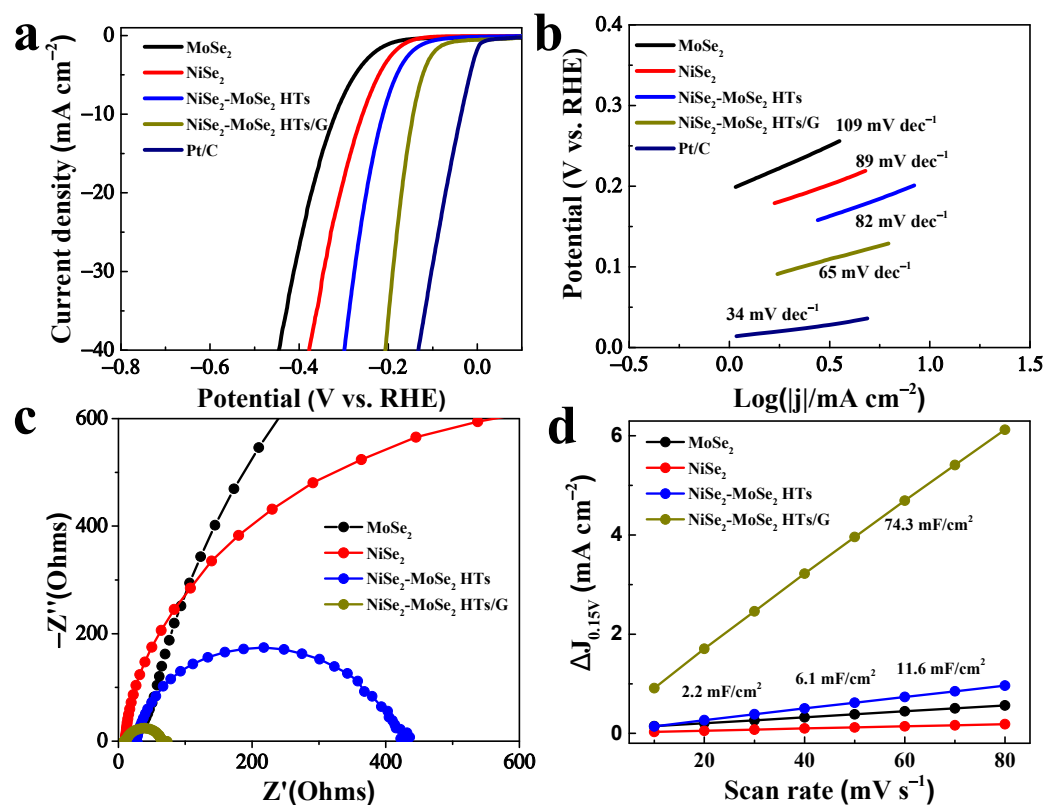 a
Current density (mA cm⁻²)
0
−10
−20
−30
−40
−0.8
−0.6
−0.4
−0.2
0.0
Potential (V vs. RHE)
MoSe₂
NiSe₂
NiSe₂-MoSe₂ HTs
NiSe₂-MoSe₂ HTs/G
Pt/C
b
Potential (V vs. RHE)
0.4
0.3
0.2
0.1
0.0
−0.5
0.0
0.5
1.0
1.5
Log(|j|/mA cm⁻²)
MoSe₂
NiSe₂
NiSe₂-MoSe₂ HTs
NiSe₂-MoSe₂ HTs/G
Pt/C
109 mV dec⁻¹
89 mV dec⁻¹
82 mV dec⁻¹
65 mV dec⁻¹
34 mV dec⁻¹
c
−Z''(Ohms)
600
400
200
0
0
200
400
600
Z'(Ohms)
MoSe₂
NiSe₂
NiSe₂-MoSe₂ HTs
NiSe₂-MoSe₂ HTs/G
d
ΔJ₀.₁₅V (mA cm⁻²)
6
4
2
0
10
20
30
40
50
60
70
80
Scan rate (mV s⁻¹)
MoSe₂
NiSe₂
NiSe₂-MoSe₂ HTs
NiSe₂-MoSe₂ HTs/G
74.3 mF/cm²
11.6 mF/cm²
6.1 mF/cm²
2.2 mF/cm²